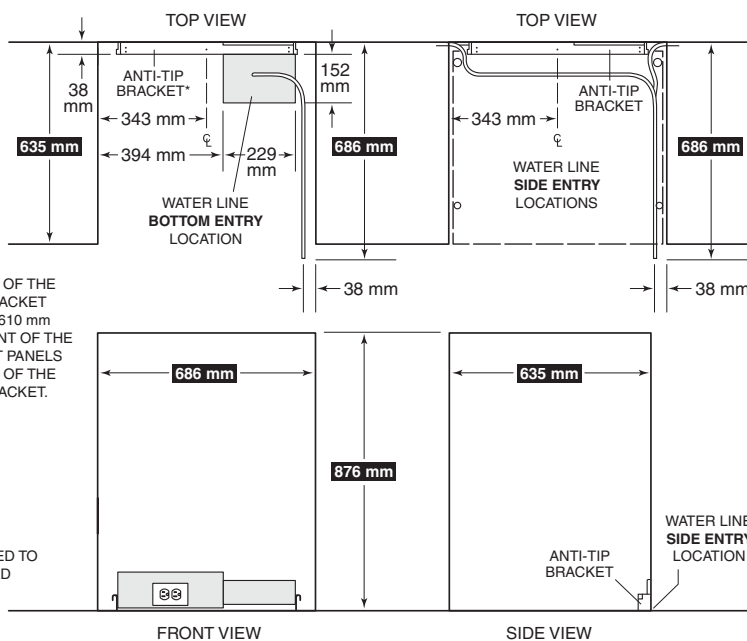 TOP VIEW
38
mm
ANTI-TIP
BRACKET*
152
mm
635 mm
343 mm
394 mm
℄
229
mm
686 mm
WATER LINE
BOTTOM ENTRY
LOCATION
38 mm
TOP VIEW
ANTI-TIP
BRACKET
343 mm
℄
WATER LINE
SIDE ENTRY
LOCATIONS
686 mm
38 mm
OF THE
ACKET
610 mm
NT OF THE
T PANELS
OF THE
ACKET.
686 mm
876 mm
635 mm
ED TO
D
ANTI-TIP
BRACKET
WATER LINE
SIDE ENTRY
LOCATION
FRONT VIEW
SIDE VIEW